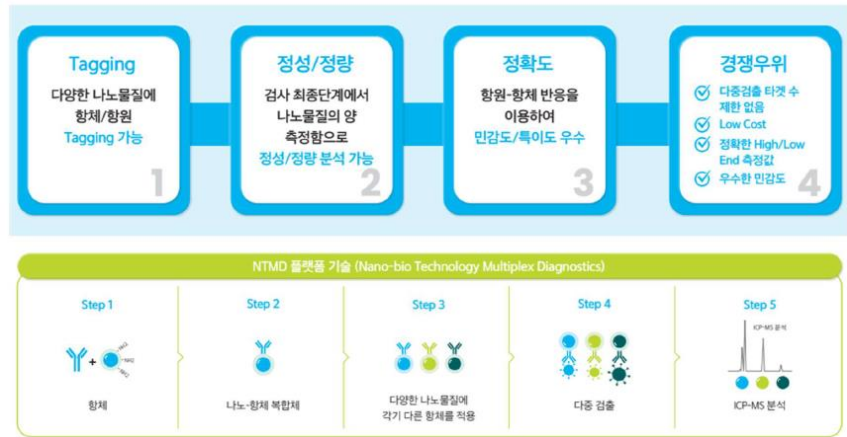 Tagging
다양한 나노물질에
항체/항원
Tagging 가능
1
정성/정량
검사 최종단계에서
나노물질의 양
측정함으로
정성/정량 분석 가능
2
정확도
항원-항체 반응을
이용하여
민감도/특이도 우수
3
경쟁우위
다중검출 타겟 수
제한 없음
Low Cost
정확한 High/Low
End 측정값
우수한 민감도
4
NTMD 플랫폼 기술 (Nano-bio Technology Multiplex Diagnostics)
Step 1
항체
Step 2
나노-항체 복합체
Step 3
다양한 나노물질에
각기 다른 항체를 적용
Step 4
다중 검출
Step 5
ICP-MS 분석
ICP-MS 분석